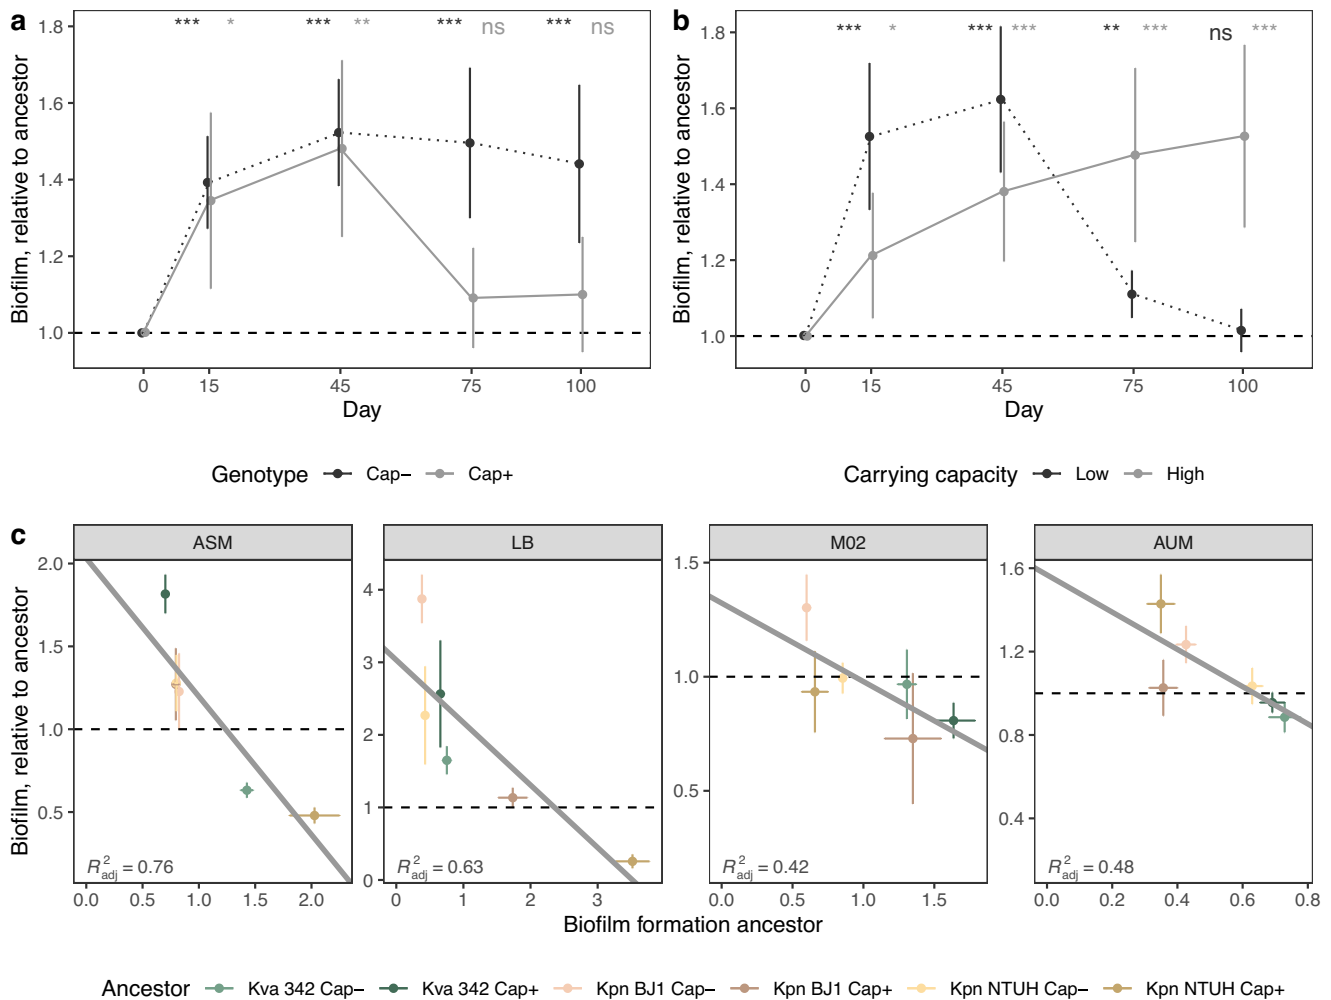 a
*** * *** ** *** ns *** ns
1.8
1.6
1.4
1.2
1.0
Biofilm, relative to ancestor
0 15 45 75 100
Day
Genotype Cap− Cap+
b
*** * *** *** ** *** ns ***
1.8
1.6
1.4
1.2
1.0
Biofilm, relative to ancestor
0 15 45 75 100
Day
Carrying capacity Low High
c
Biofilm, relative to ancestor
ASM
2.0
1.5
1.0
0.5
R²adj = 0.76
0.0 0.5 1.0 1.5 2.0
LB
4
3
2
1
0
R²adj = 0.63
0 1 2 3
M02
1.5
1.0
0.5
R²adj = 0.42
0.0 0.5 1.0 1.5
AUM
1.6
1.2
0.8
0.4
R²adj = 0.48
0.0 0.2 0.4 0.6 0.8
Biofilm formation ancestor
Ancestor Kva 342 Cap− Kva 342 Cap+ Kpn BJ1 Cap− Kpn BJ1 Cap+ Kpn NTUH Cap− Kpn NTUH Cap+